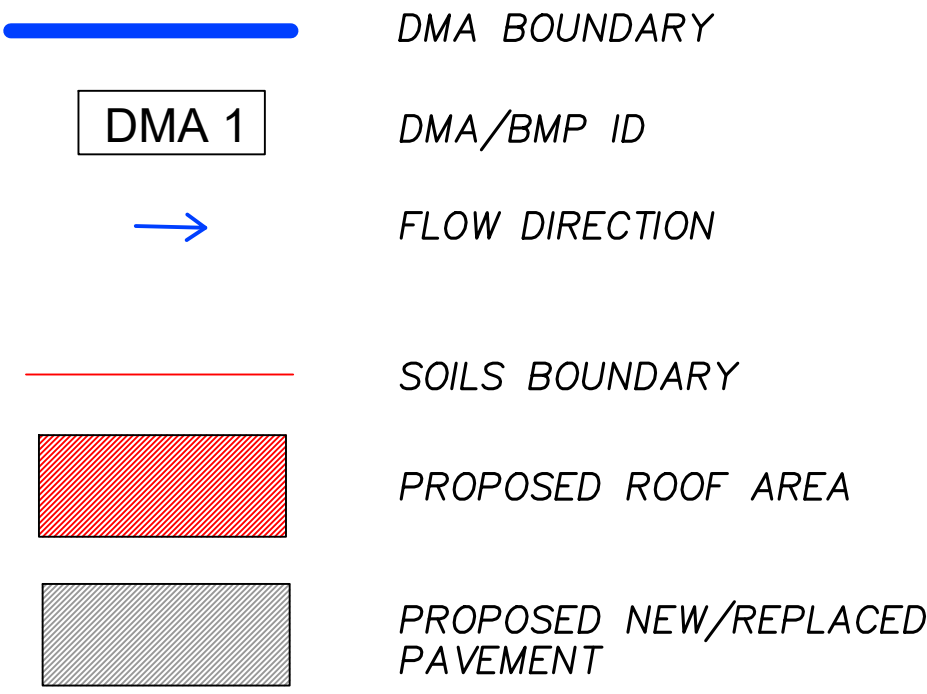 DMA BOUNDARY
DMA 1
DMA/BMP ID
FLOW DIRECTION
SOILS BOUNDARY
PROPOSED ROOF AREA
PROPOSED NEW/REPLACED
PAVEMENT